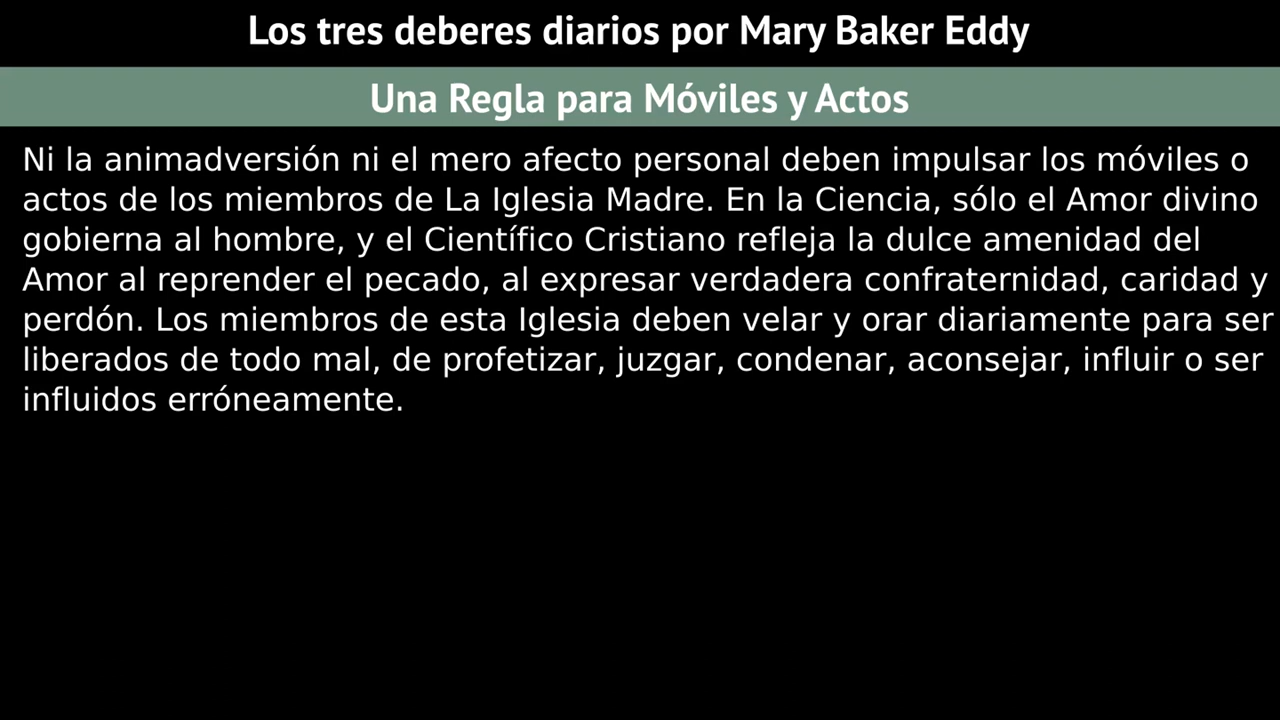 Los tres deberes diarios por Mary Baker Eddy
Una Regla para Móviles y Actos
Ni la animadversión ni el mero afecto personal deben impulsar los móviles o
actos de los miembros de La Iglesia Madre. En la Ciencia, sólo el Amor divino
gobierna al hombre, y el Científico Cristiano refleja la dulce amenidad del
Amor al reprender el pecado, al expresar verdadera confraternidad, caridad y
perdón. Los miembros de esta Iglesia deben velar y orar diariamente para ser
liberados de todo mal, de profetizar, juzgar, condenar, aconsejar, influir o ser
influidos erróneamente.